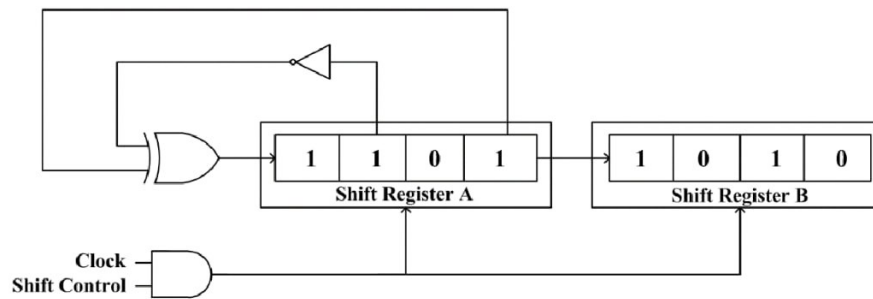 1 1 0 1
1 0 1 0
Shift Register A
Shift Register B
Clock
Shift Control